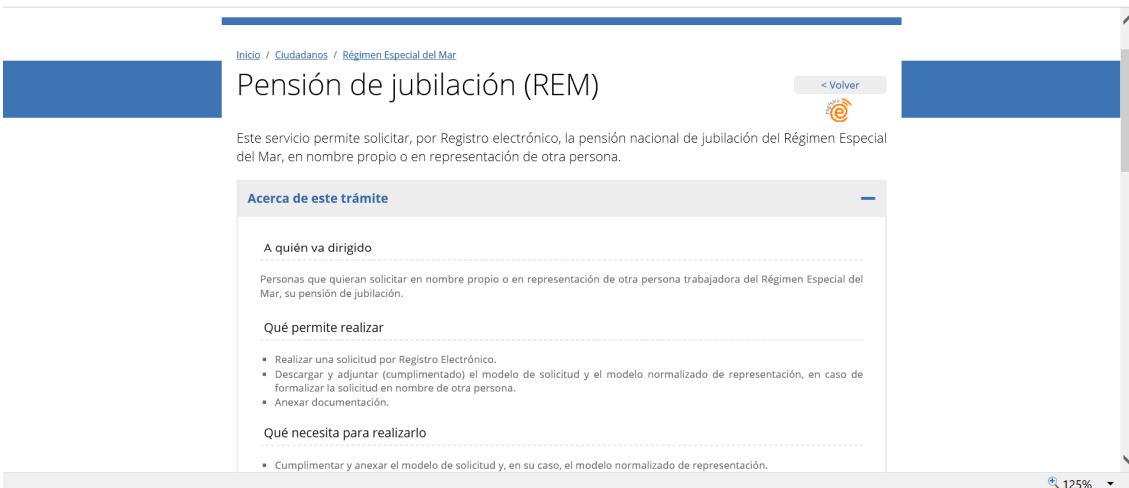 Inicio / Ciudadanos / Régimen Especial del Mar
Pensión de jubilación (REM)
< Volver
registro
Este servicio permite solicitar, por Registro electrónico, la pensión nacional de jubilación del Régimen Especial
del Mar, en nombre propio o en representación de otra persona.
Acerca de este trámite
A quién va dirigido
Personas que quieran solicitar en nombre propio o en representación de otra persona trabajadora del Régimen Especial del
Mar, su pensión de jubilación.
Qué permite realizar
▪ Realizar una solicitud por Registro Electrónico.
▪ Descargar y adjuntar (cumplimentado) el modelo de solicitud y el modelo normalizado de representación, en caso de
formalizar la solicitud en nombre de otra persona.
▪ Anexar documentación.
Qué necesita para realizarlo
▪ Cumplimentar y anexar el modelo de solicitud y, en su caso, el modelo normalizado de representación.
125%